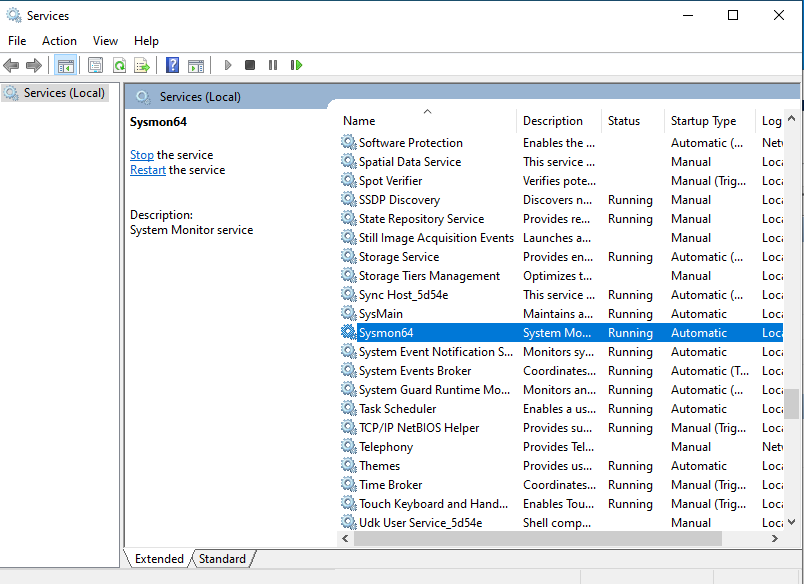 Services
File Action View Help
Services (Local)
Services (Local)
Sysmon64
Stop the service
Restart the service
Description:
System Monitor service
Name Description Status Startup Type Log
Software Protection Enables the ... Automatic (... Netv
Spatial Data Service This service ... Manual Loca
Spot Verifier Verifies pote... Manual (Trig... Loca
SSDP Discovery Discovers n... Running Manual Loca
State Repository Service Provides re... Running Manual Loca
Still Image Acquisition Events Launches a... Manual Loca
Storage Service Provides en... Running Automatic (... Loca
Storage Tiers Management Optimizes t... Manual Loca
Sync Host_5d54e This service ... Running Automatic (... Loca
SysMain Maintains a... Running Automatic Loca
Sysmon64 System Mo... Running Automatic Loca
System Event Notification S... Monitors sy... Running Automatic Loca
System Events Broker Coordinates... Running Automatic (T... Loca
System Guard Runtime Mo... Monitors an... Running Automatic (... Loca
Task Scheduler Enables a us... Running Automatic Loca
TCP/IP NetBIOS Helper Provides su... Running Manual (Trig... Loca
Telephony Provides Tel... Manual Netv
Themes Provides us... Running Automatic Loca
Time Broker Coordinates... Running Manual (Trig... Loca
Touch Keyboard and Hand... Enables Tou... Running Manual (Trig... Loca
Udk User Service_5d54e Shell comp... Manual Loca
Extended Standard